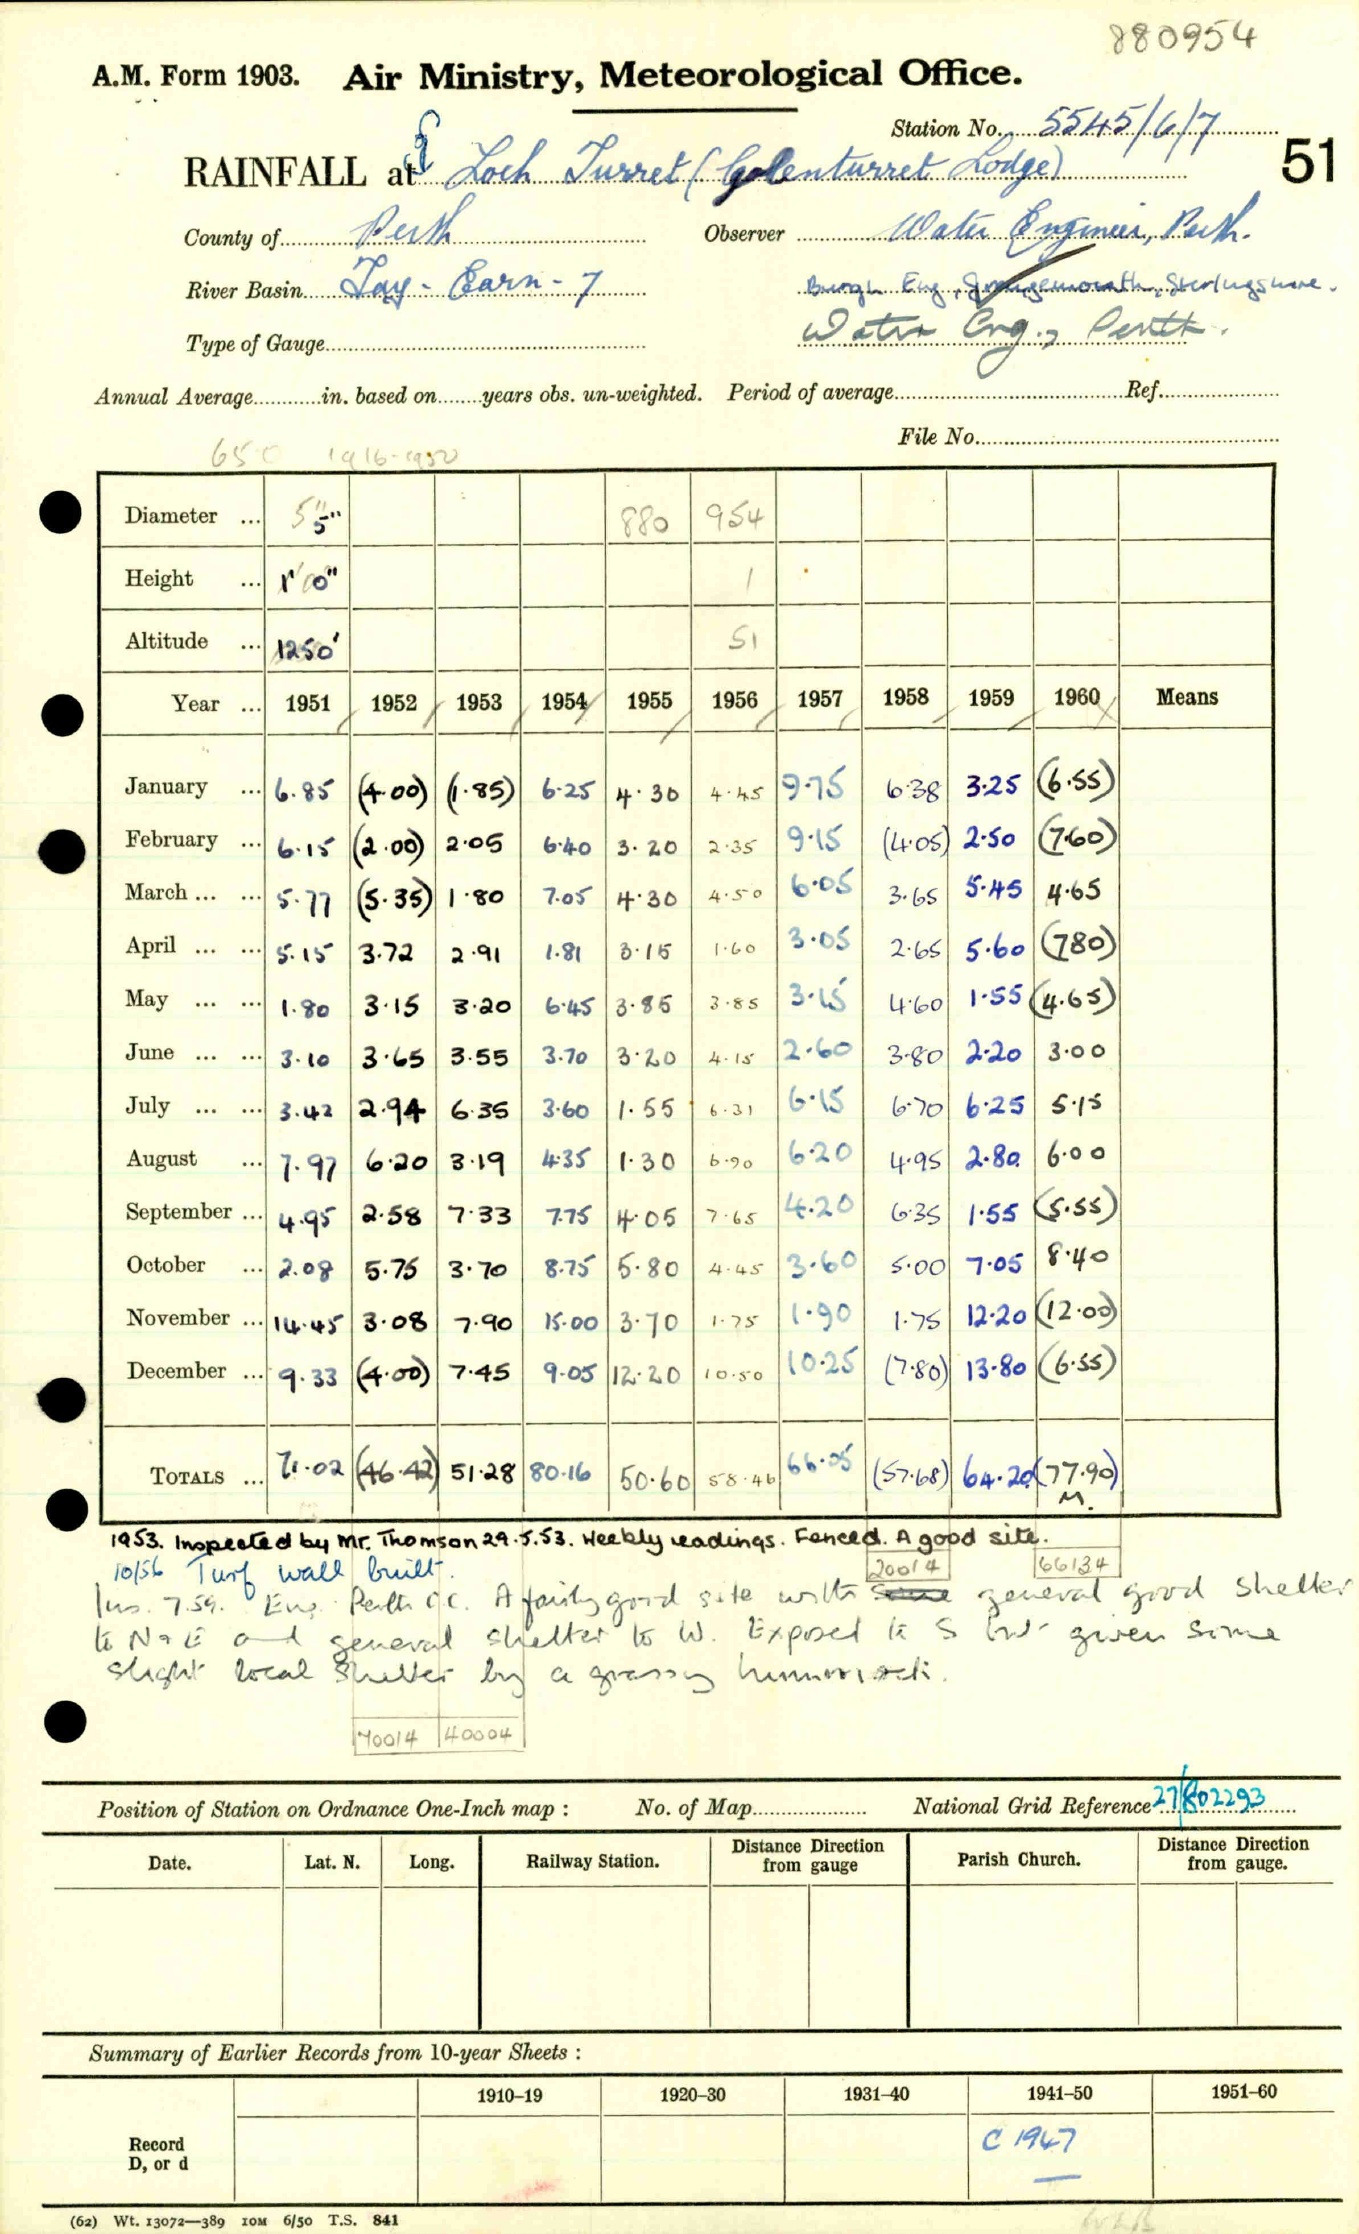 880954
A.M. Form 1903. Air Ministry, Meteorological Office.
Station No. 5545/6/7
RAINFALL at Loch Turret (Glenturret Lodge) 51
County of Perth Observer Water Engineer, Perth.
River Basin Tay - Earn - 7 Burgh Eng, Grangemouth, Stirlingshire.
Type of Gauge Water Eng., Perth.
Annual Average in. based on years obs. un-weighted. Period of average Ref.
File No.
650 1916-1950
Diameter ... 5" 5" 880 954
Height ... 1' 0" 1
Altitude ... 1250' 51
Year ... 1951 1952 1953 1954 1955 1956 1957 1958 1959 1960 Means
January ... 6.85 (4.00) (1.85) 6.25 4.30 4.45 9.75 6.38 3.25 (6.55)
February ... 6.15 (2.00) 2.05 6.40 3.20 2.35 9.15 (4.05) 2.50 (7.60)
March ... ... 5.77 (5.35) 1.80 7.05 4.30 4.50 6.05 3.65 5.45 4.65
April ... ... 5.15 3.72 2.91 1.81 3.15 1.60 3.05 2.65 5.60 (7.80)
May ... ... 1.80 3.15 3.20 6.45 3.85 3.85 3.15 4.60 1.55 (4.65)
June ... ... 3.10 3.65 3.55 3.70 3.20 4.15 2.60 3.80 2.20 3.00
July ... ... 3.42 2.94 6.35 3.60 1.55 6.31 6.15 6.70 6.25 5.15
August ... 7.97 6.20 3.19 4.35 1.30 6.90 6.20 4.95 2.80 6.00
September ... 4.95 2.58 7.33 7.75 4.05 7.65 4.20 6.35 1.55 (5.55)
October ... 2.08 5.75 3.70 8.75 5.80 4.45 3.60 5.00 7.05 8.40
November ... 14.45 3.08 7.90 15.00 3.70 1.75 1.90 1.75 12.20 (12.00)
December ... 9.33 (4.00) 7.45 9.05 12.20 10.50 10.25 (7.80) 13.80 (6.55)
TOTALS ... 71.02 (46.42) 51.28 80.16 50.60 58.46 66.05 (57.68) 64.20 (77.90)
M.
1953. Inspected by Mr. Thomson 29.5.53. Weekly readings. Fenced. A good site.
10/56 Turf wall built. 20014 66134
Ins. 7.59. Eng. Perth C.C. A fairly good site with some general good shelter
to N & E and general shelter to W. Exposed to S but given some
slight local shelter by a grassy hummock.
70014 40004
Position of Station on Ordnance One-Inch map : No. of Map National Grid Reference 27/802293
Date. Lat. N. Long. Railway Station. Distance Direction from gauge Parish Church. Distance Direction from gauge.
Summary of Earlier Records from 10-year Sheets :
1910–19 1920–30 1931–40 1941–50 1951–60
Record D, or d C 1947
(62) Wt. 13072—389 10M 6/50 T.S. 841